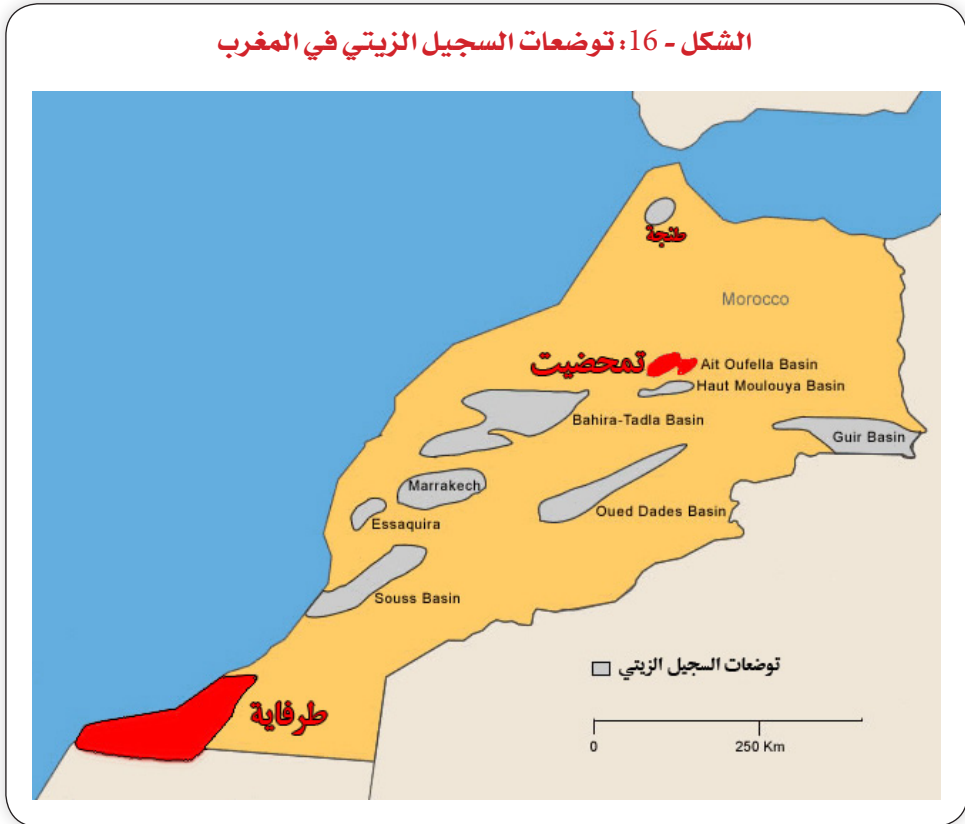 الشكل - 16: توضعات السجيل الزيتي في المغرب
طنجة
Morocco
تمحضيت
Ait Oufella Basin
Haut Moulouya Basin
Bahira-Tadla Basin
Guir Basin
Marrakech
Oued Dades Basin
Essaquira
Souss Basin
توضعات السجيل الزيتي
طرفاية
0
250 Km